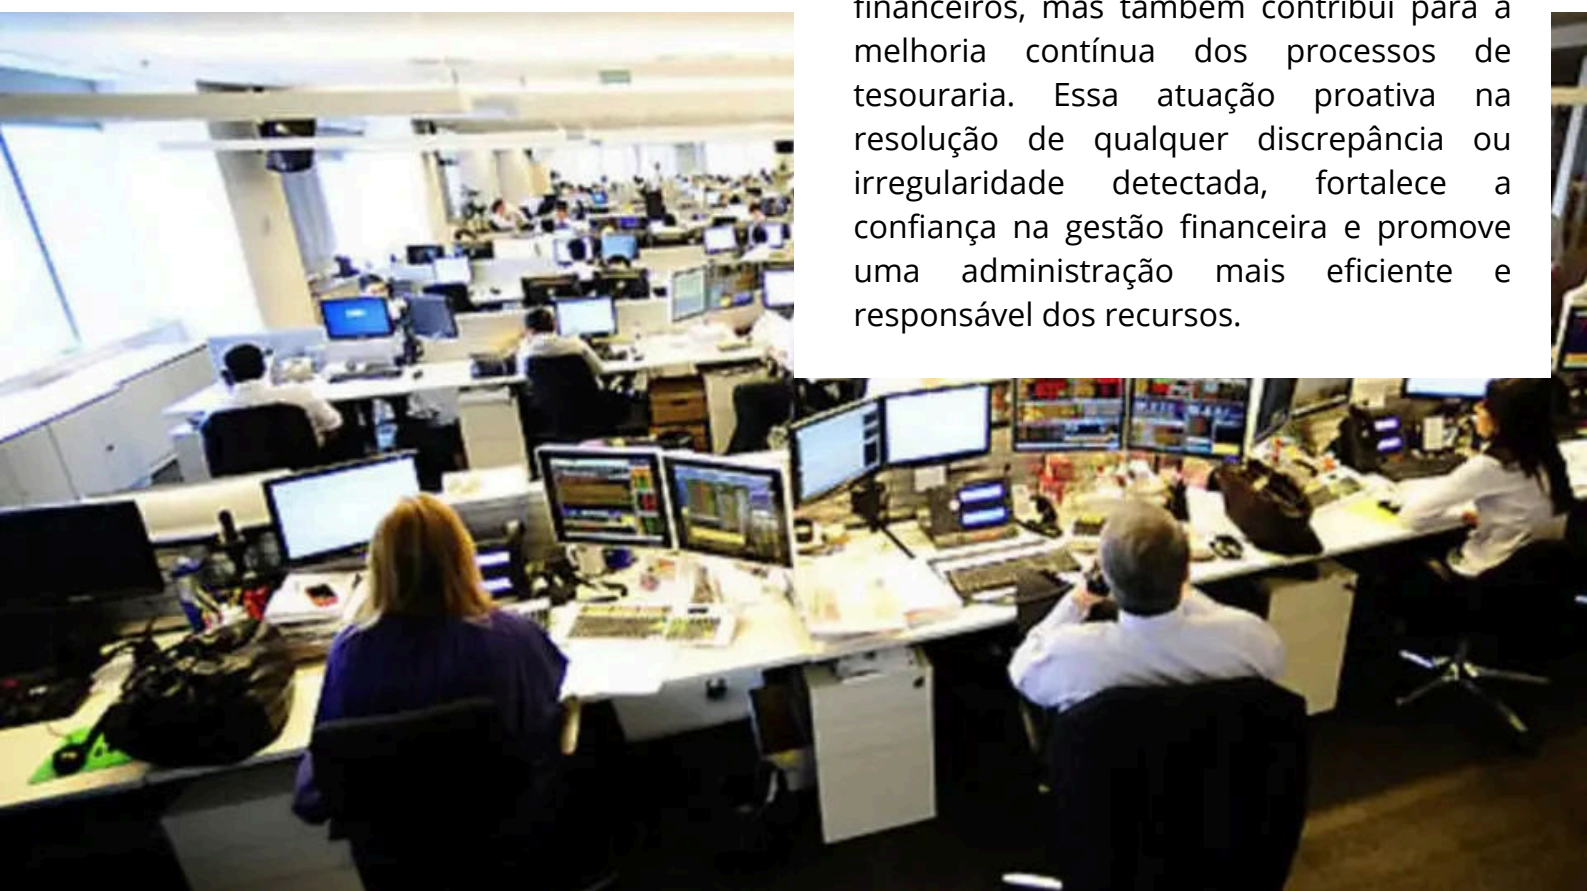 financeiros, mas também contribui para a
melhoria contínua dos processos de
tesouraria. Essa atuação proativa na
resolução de qualquer discrepância ou
irregularidade detectada, fortalece a
confiança na gestão financeira e promove
uma administração mais eficiente e
responsável dos recursos.